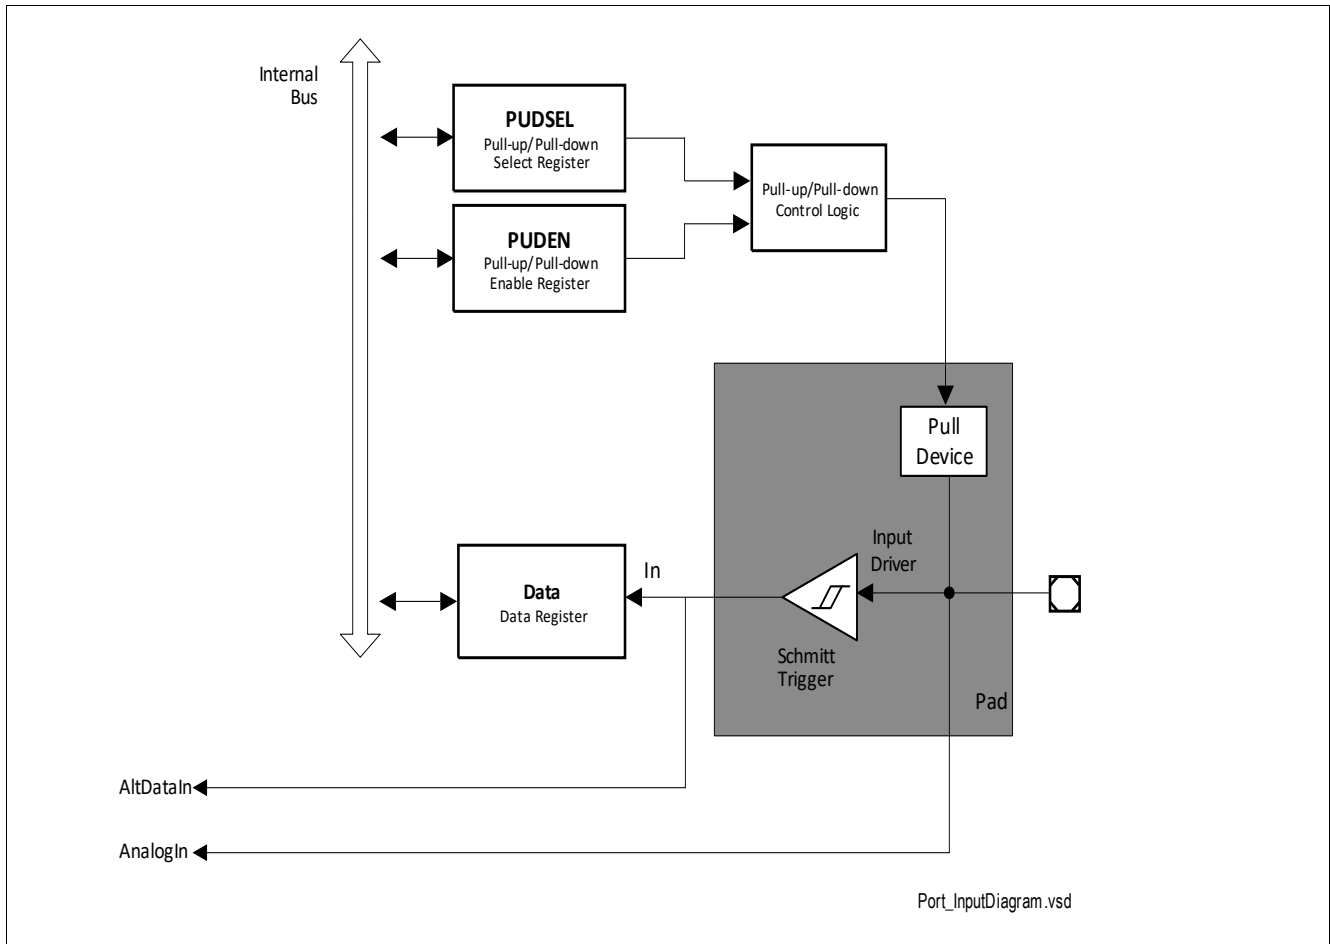 Internal
Bus
PUDSEL
Pull-up/Pull-down
Select Register
PUDEN
Pull-up/Pull-down
Enable Register
Pull-up/Pull-down
Control Logic
Pull
Device
Input
Driver
In
Data
Data Register
Schmitt
Trigger
Pad
AltDataIn
AnalogIn
Port_InputDiagram.vsd